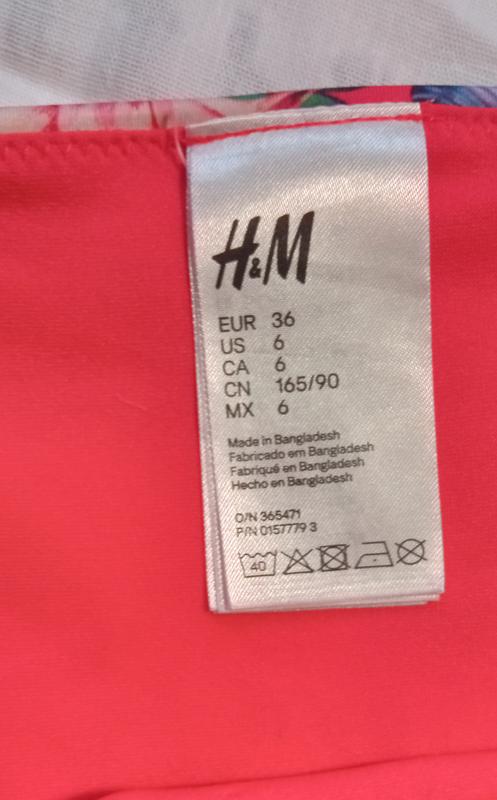 H&M
EUR 36
US 6
CA 6
CN 165/90
MX 6
Made in Bangladesh
Fabricado em Bangladesh
Fabriqué en Bangladesh
Hecho en Bangladesh
O/N 365471
P/N 0157779 3
40